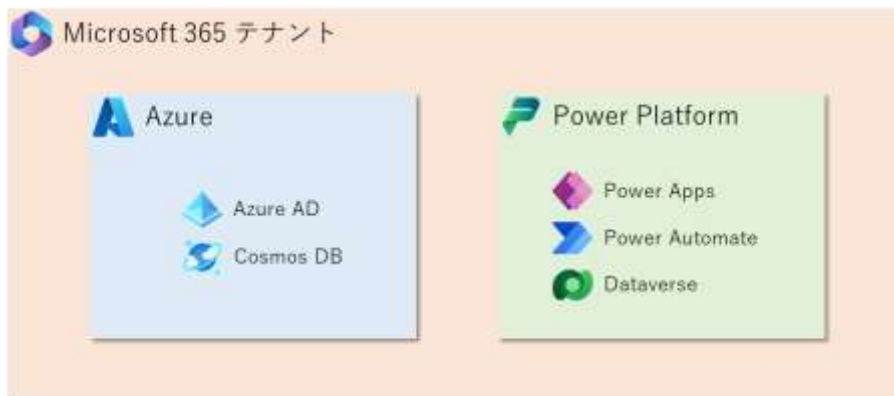 Microsoft 365 テナント
Azure
Azure AD
Cosmos DB
Power Platform
Power Apps
Power Automate
Dataverse